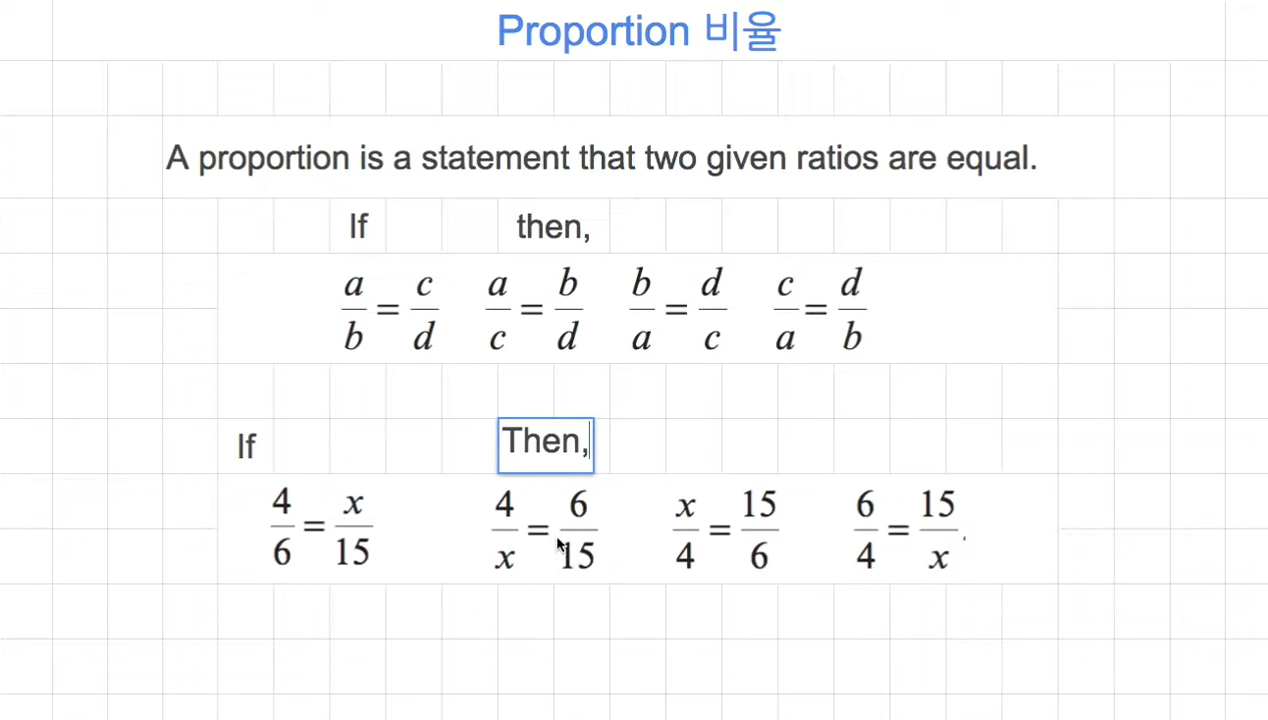 Proportion 비율
A proportion is a statement that two given ratios are equal.
If then,
a/b = c/d a/c = b/d b/a = d/c c/a = d/b
If Then,
4/6 = x/15 4/x = 6/15 x/4 = 15/6 6/4 = 15/x.